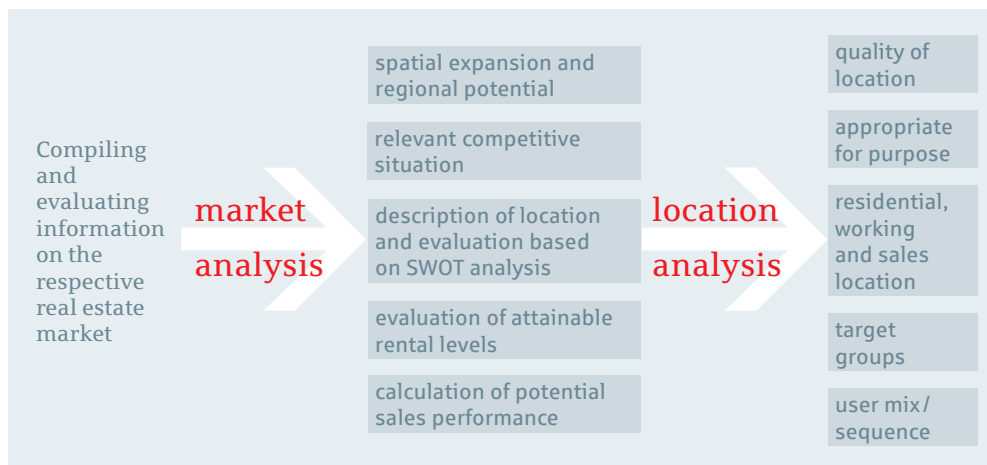 Compiling
and
evaluating
information
on the
respective
real estate
market
market
analysis
spatial expansion and
regional potential
relevant competitive
situation
description of location
and evaluation based
on SWOT analysis
evaluation of attainable
rental levels
calculation of potential
sales performance
location
analysis
quality of
location
appropriate
for purpose
residential,
working
and sales
location
target
groups
user mix/
sequence